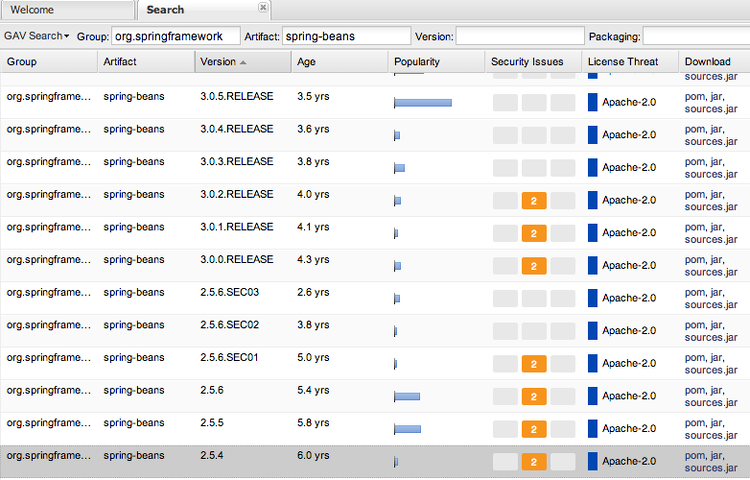 Welcome Search
GAV Search Group: org.springframework Artifact: spring-beans Version: Packaging:
Group Artifact Version Age Popularity Security Issues License Threat Download
sources.jar
org.springframe... spring-beans 3.0.5.RELEASE 3.5 yrs Apache-2.0 pom, jar,
sources.jar
org.springframe... spring-beans 3.0.4.RELEASE 3.6 yrs Apache-2.0 pom, jar,
sources.jar
org.springframe... spring-beans 3.0.3.RELEASE 3.8 yrs Apache-2.0 pom, jar,
sources.jar
org.springframe... spring-beans 3.0.2.RELEASE 4.0 yrs 2 Apache-2.0 pom, jar,
sources.jar
org.springframe... spring-beans 3.0.1.RELEASE 4.1 yrs 2 Apache-2.0 pom, jar,
sources.jar
org.springframe... spring-beans 3.0.0.RELEASE 4.3 yrs 2 Apache-2.0 pom, jar,
sources.jar
org.springframe... spring-beans 2.5.6.SEC03 2.6 yrs Apache-2.0 pom, jar,
sources.jar
org.springframe... spring-beans 2.5.6.SEC02 3.8 yrs Apache-2.0 pom, jar,
sources.jar
org.springframe... spring-beans 2.5.6.SEC01 5.0 yrs 2 Apache-2.0 pom, jar,
sources.jar
org.springframe... spring-beans 2.5.6 5.4 yrs 2 Apache-2.0 pom, jar,
sources.jar
org.springframe... spring-beans 2.5.5 5.8 yrs 2 Apache-2.0 pom, jar,
sources.jar
org.springframe... spring-beans 2.5.4 6.0 yrs 2 Apache-2.0 pom, jar,
sources.jar